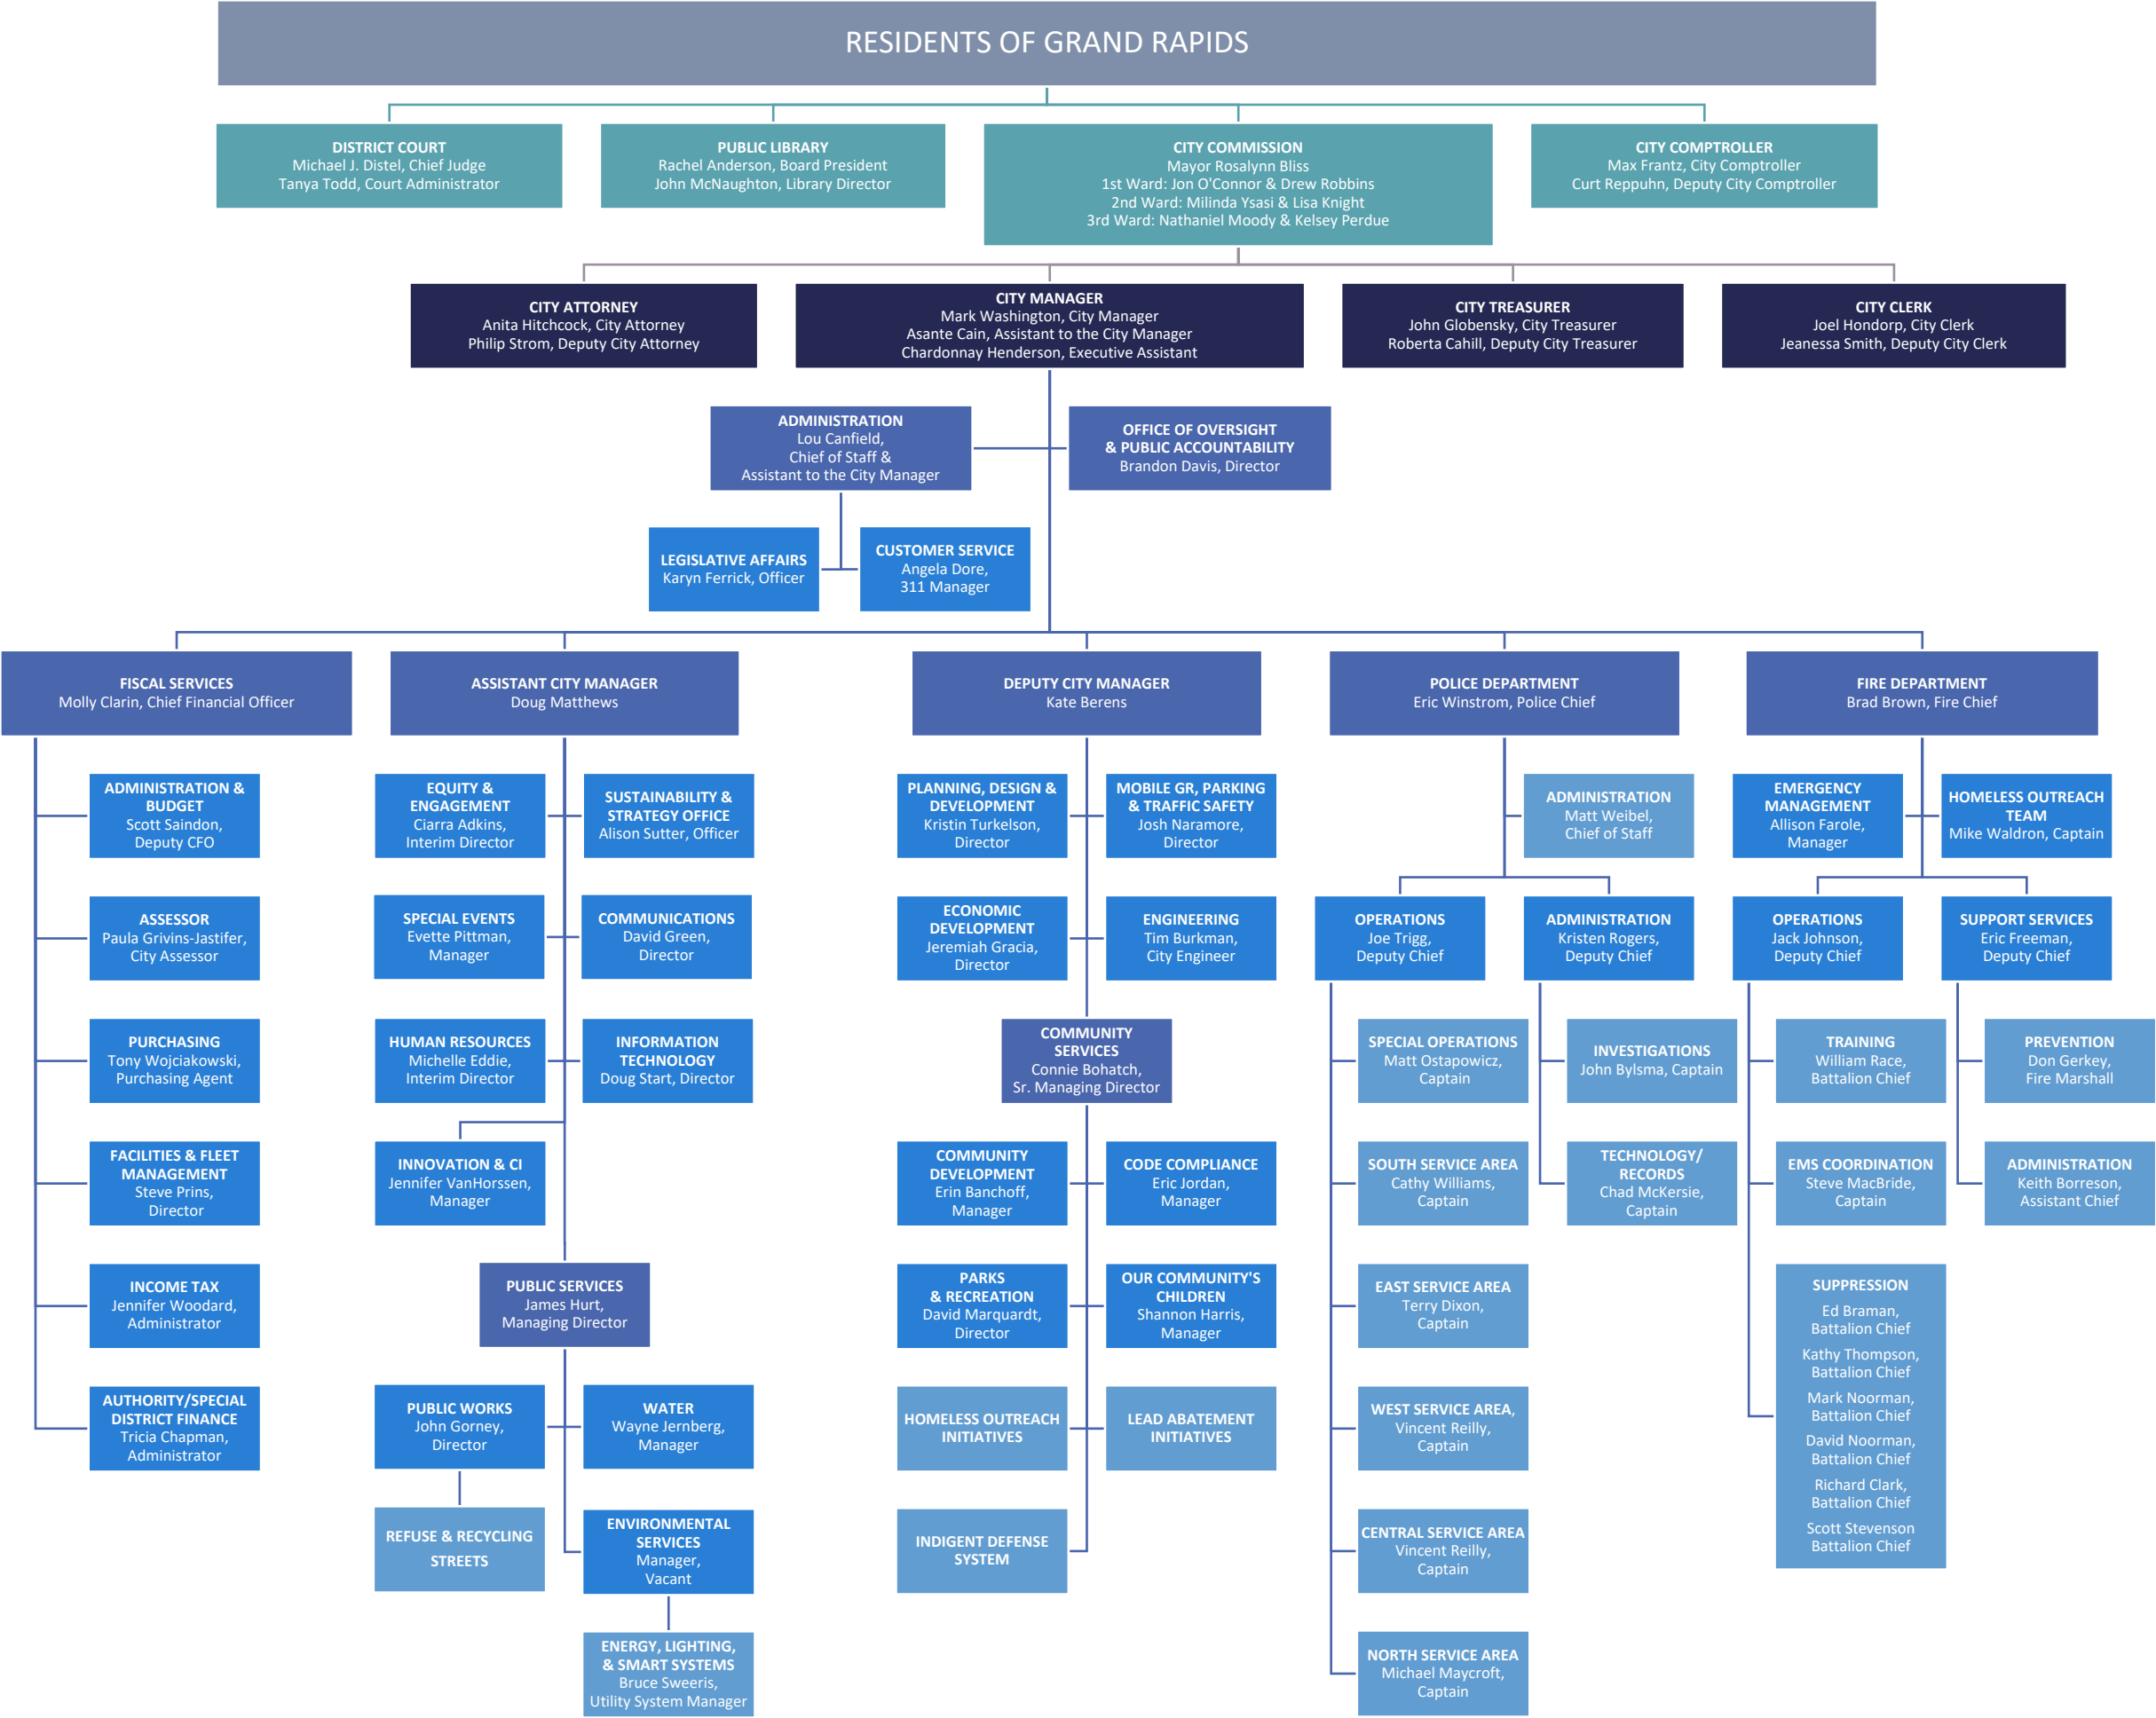 RESIDENTS OF GRAND RAPIDS
DISTRICT COURT
Michael J. Distel, Chief Judge
Tanya Todd, Court Administrator
PUBLIC LIBRARY
Rachel Anderson, Board President
John McNaughton, Library Director
CITY COMMISSION
Mayor Rosalynn Bliss
1st Ward: Jon O'Connor & Drew Robbins
2nd Ward: Milinda Ysasi & Lisa Knight
3rd Ward: Nathaniel Moody & Kelsey Perdue
CITY COMPTROLLER
Max Frantz, City Comptroller
Curt Reppuhn, Deputy City Comptroller
CITY ATTORNEY
Anita Hitchcock, City Attorney
Philip Strom, Deputy City Attorney
CITY MANAGER
Mark Washington, City Manager
Asante Cain, Assistant to the City Manager
Chardonnay Henderson, Executive Assistant
CITY TREASURER
John Globensky, City Treasurer
Roberta Cahill, Deputy City Treasurer
CITY CLERK
Joel Hondorp, City Clerk
Jeanessa Smith, Deputy City Clerk
ADMINISTRATION
Lou Canfield,
Chief of Staff &
Assistant to the City Manager
OFFICE OF OVERSIGHT
& PUBLIC ACCOUNTABILITY
Brandon Davis, Director
LEGISLATIVE AFFAIRS
Karyn Ferrick, Officer
CUSTOMER SERVICE
Angela Dore,
311 Manager
FISCAL SERVICES
Molly Clarin, Chief Financial Officer
ASSISTANT CITY MANAGER
Doug Matthews
DEPUTY CITY MANAGER
Kate Berens
POLICE DEPARTMENT
Eric Winstrom, Police Chief
FIRE DEPARTMENT
Brad Brown, Fire Chief
ADMINISTRATION &
BUDGET
Scott Saindon,
Deputy CFO
ASSESSOR
Paula Grivins-Jastifer,
City Assessor
PURCHASING
Tony Wojciakowski,
Purchasing Agent
FACILITIES & FLEET
MANAGEMENT
Steve Prins,
Director
INCOME TAX
Jennifer Woodard,
Administrator
AUTHORITY/SPECIAL
DISTRICT FINANCE
Tricia Chapman,
Administrator
EQUITY &
ENGAGEMENT
Ciarra Adkins,
Interim Director
SUSTAINABILITY &
STRATEGY OFFICE
Alison Sutter, Officer
SPECIAL EVENTS
Evette Pittman,
Manager
COMMUNICATIONS
David Green,
Director
HUMAN RESOURCES
Michelle Eddie,
Interim Director
INFORMATION
TECHNOLOGY
Doug Start, Director
INNOVATION & CI
Jennifer VanHorssen,
Manager
PUBLIC SERVICES
James Hurt,
Managing Director
PUBLIC WORKS
John Gorney,
Director
WATER
Wayne Jernberg,
Manager
REFUSE & RECYCLING
STREETS
ENVIRONMENTAL
SERVICES
Manager,
Vacant
ENERGY, LIGHTING,
& SMART SYSTEMS
Bruce Sweeris,
Utility System Manager
PLANNING, DESIGN &
DEVELOPMENT
Kristin Turkelson,
Director
MOBILE GR, PARKING
& TRAFFIC SAFETY
Josh Naramore,
Director
ECONOMIC
DEVELOPMENT
Jeremiah Gracia,
Director
ENGINEERING
Tim Burkman,
City Engineer
COMMUNITY
SERVICES
Connie Bohatch,
Sr. Managing Director
COMMUNITY
DEVELOPMENT
Erin Banchoff,
Manager
CODE COMPLIANCE
Eric Jordan,
Manager
PARKS
& RECREATION
David Marquardt,
Director
OUR COMMUNITY'S
CHILDREN
Shannon Harris,
Manager
HOMELESS OUTREACH
INITIATIVES
LEAD ABATEMENT
INITIATIVES
INDIGENT DEFENSE
SYSTEM
ADMINISTRATION
Matt Weibel,
Chief of Staff
OPERATIONS
Joe Trigg,
Deputy Chief
ADMINISTRATION
Kristen Rogers,
Deputy Chief
SPECIAL OPERATIONS
Matt Ostapowicz,
Captain
SOUTH SERVICE AREA
Cathy Williams,
Captain
EAST SERVICE AREA
Terry Dixon,
Captain
WEST SERVICE AREA,
Vincent Reilly,
Captain
CENTRAL SERVICE AREA
Vincent Reilly,
Captain
NORTH SERVICE AREA
Michael Maycroft,
Captain
INVESTIGATIONS
John Bylsma, Captain
TECHNOLOGY/
RECORDS
Chad McKersie,
Captain
EMERGENCY
MANAGEMENT
Allison Farole,
Manager
HOMELESS OUTREACH
TEAM
Mike Waldron, Captain
OPERATIONS
Jack Johnson,
Deputy Chief
SUPPORT SERVICES
Eric Freeman,
Deputy Chief
TRAINING
William Race,
Battalion Chief
EMS COORDINATION
Steve MacBride,
Captain
SUPPRESSION
Ed Braman,
Battalion Chief
Kathy Thompson,
Battalion Chief
Mark Noorman,
Battalion Chief
David Noorman,
Battalion Chief
Richard Clark,
Battalion Chief
Scott Stevenson
Battalion Chief
PREVENTION
Don Gerkey,
Fire Marshall
ADMINISTRATION
Keith Borreson,
Assistant Chief